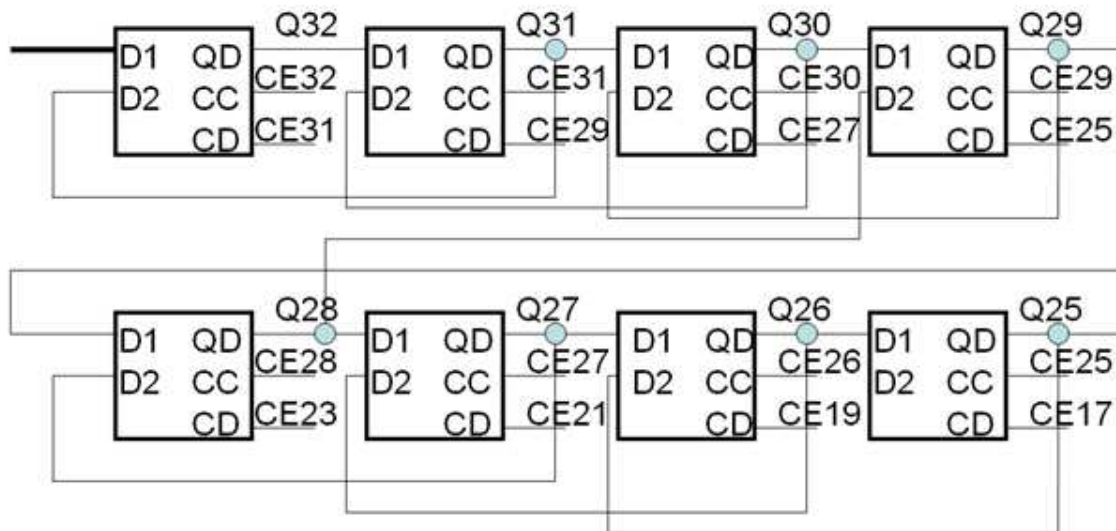 Q32 Q31 Q30 Q29
D1 QD D1 QD D1 QD D1 QD
CE32 CE31 CE30 CE29
D2 CC D2 CC D2 CC D2 CC
CD CE31 CD CE29 CD CE27 CD CE25
Q28 Q27 Q26 Q25
D1 QD D1 QD D1 QD D1 QD
CE28 CE27 CE26 CE25
D2 CC D2 CC D2 CC D2 CC
CD CE23 CD CE21 CD CE19 CD CE17